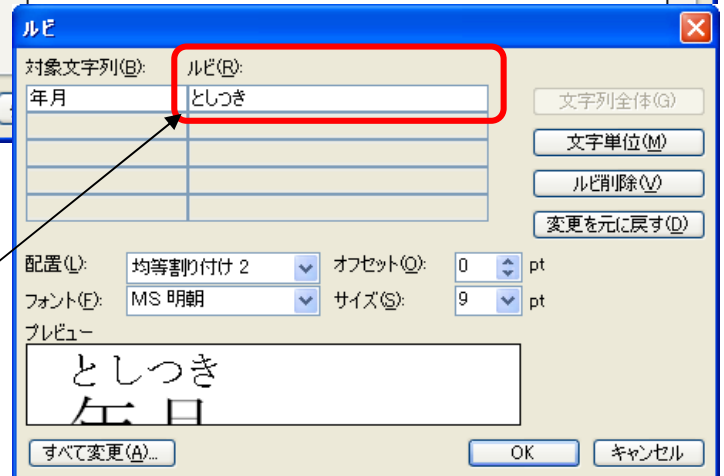 ルビ
対象文字列(B): ルビ(R):
年月 としつき
文字列全体(G)
文字単位(M)
ルビ削除(V)
変更を元に戻す(D)
配置(L): 均等割り付け 2 オフセット(O): 0 pt
フォント(F): MS 明朝 サイズ(S): 9 pt
プレビュー
としつき
年月
すべて変更(A)... OK キャンセル